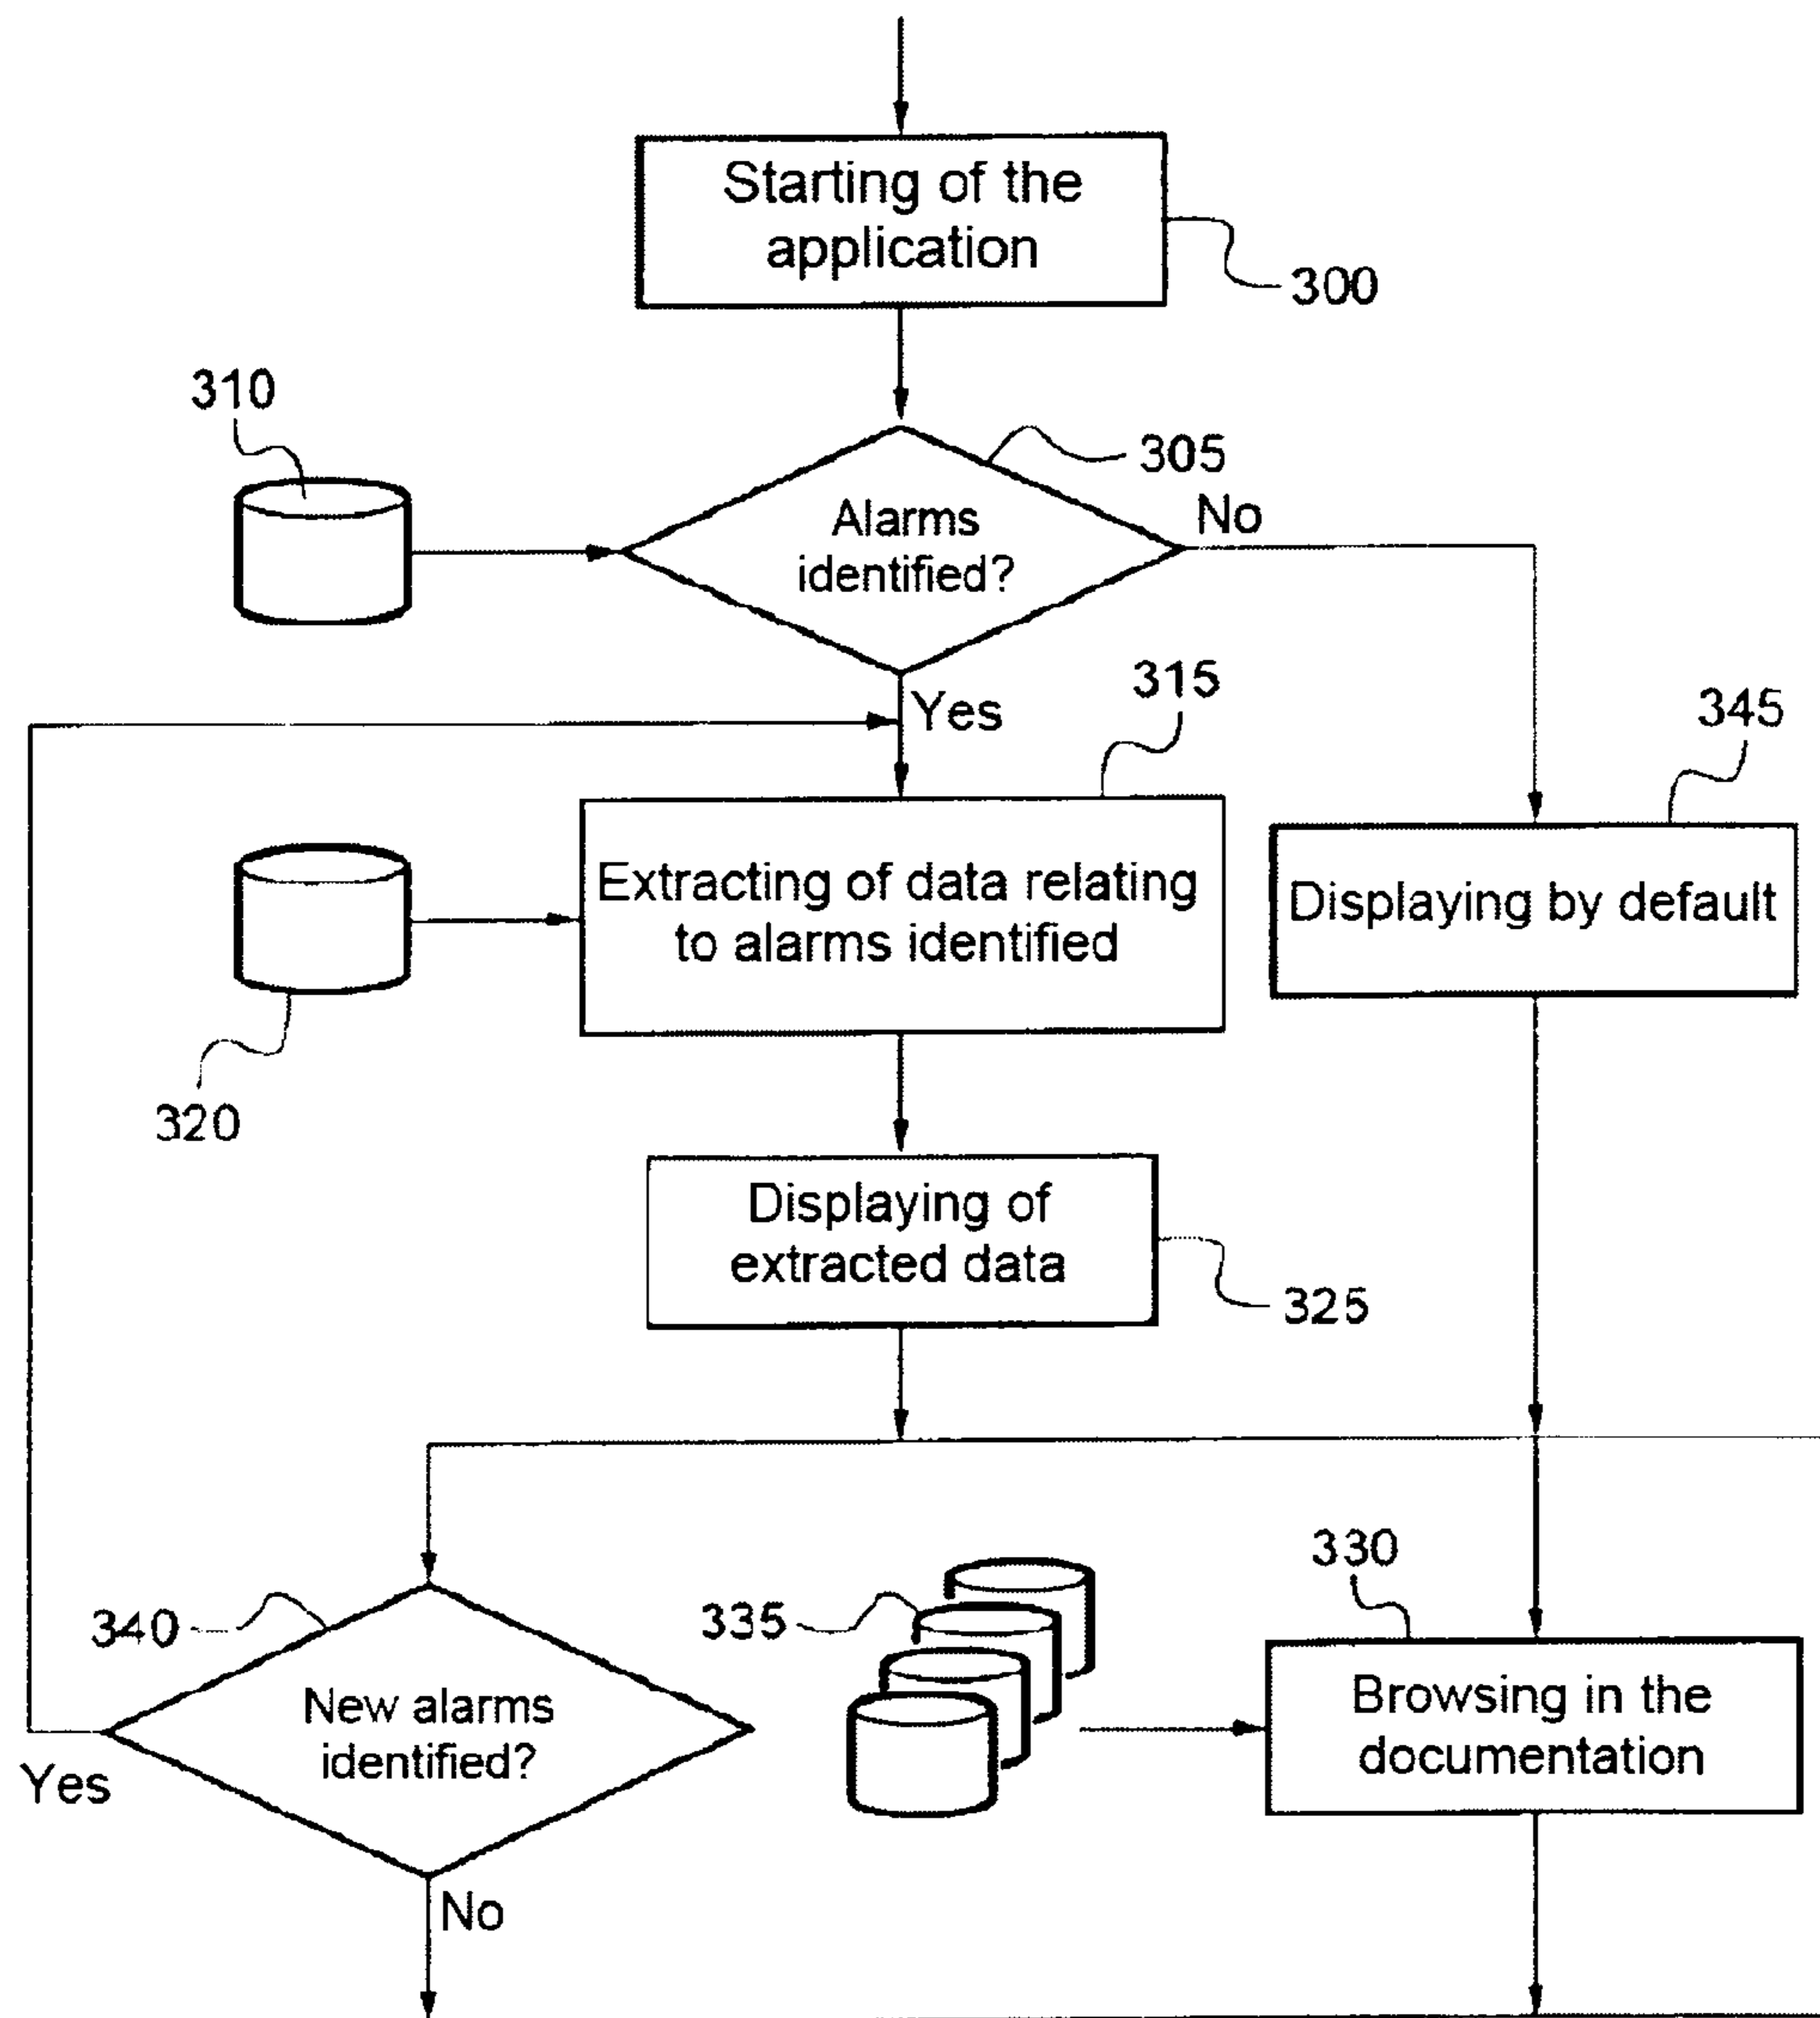 Starting of the
application
300
310
305
Alarms
identified?
No
Yes
315
345
Extracting of data relating
to alarms identified
Displaying by default
320
Displaying of
extracted data
325
330
340
335
New alarms
identified?
Browsing in the
documentation
Yes
No